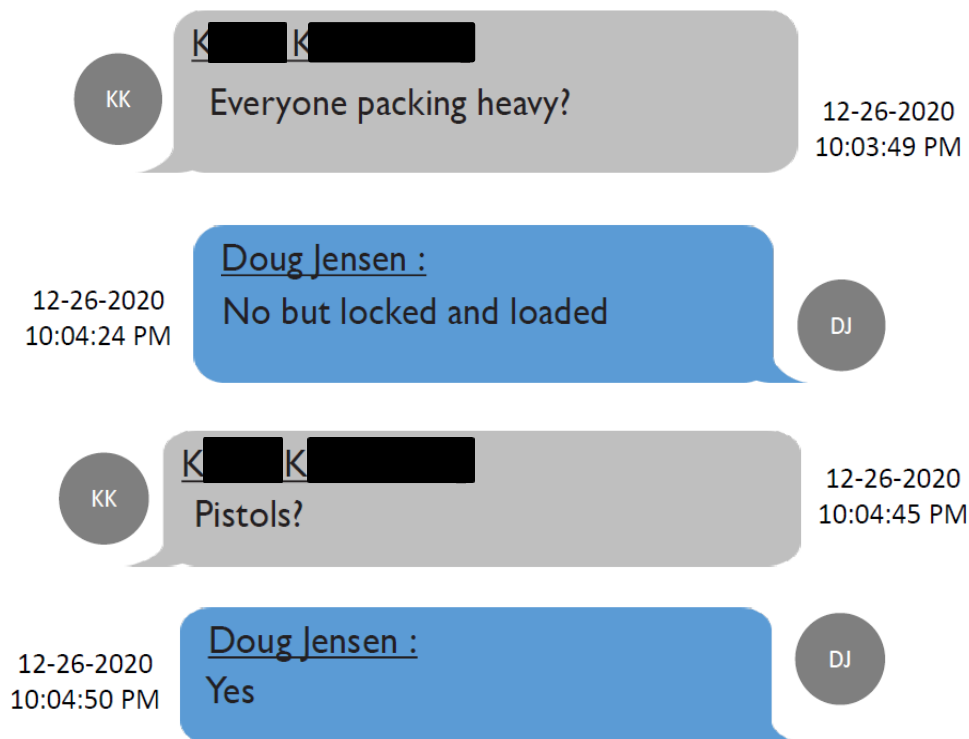 K K
KK
Everyone packing heavy?
12-26-2020
10:03:49 PM
Doug Jensen :
12-26-2020
10:04:24 PM
No but locked and loaded
DJ
K K
KK
Pistols?
12-26-2020
10:04:45 PM
Doug Jensen :
12-26-2020
10:04:50 PM
Yes
DJ